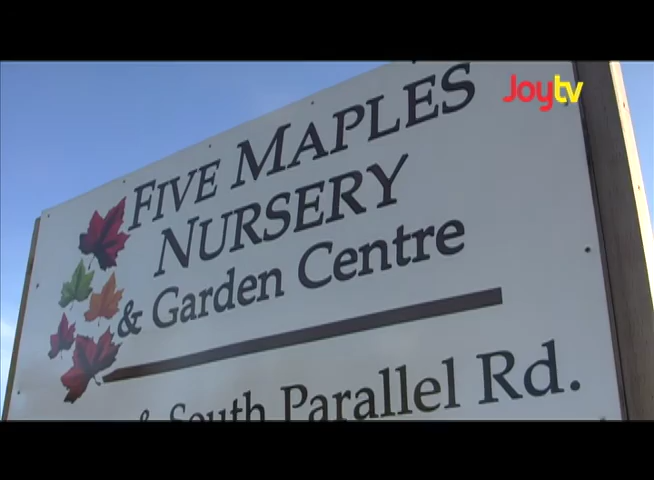 Joytv
FIVE MAPLES
NURSERY
& Garden Centre
& South Parallel Rd.